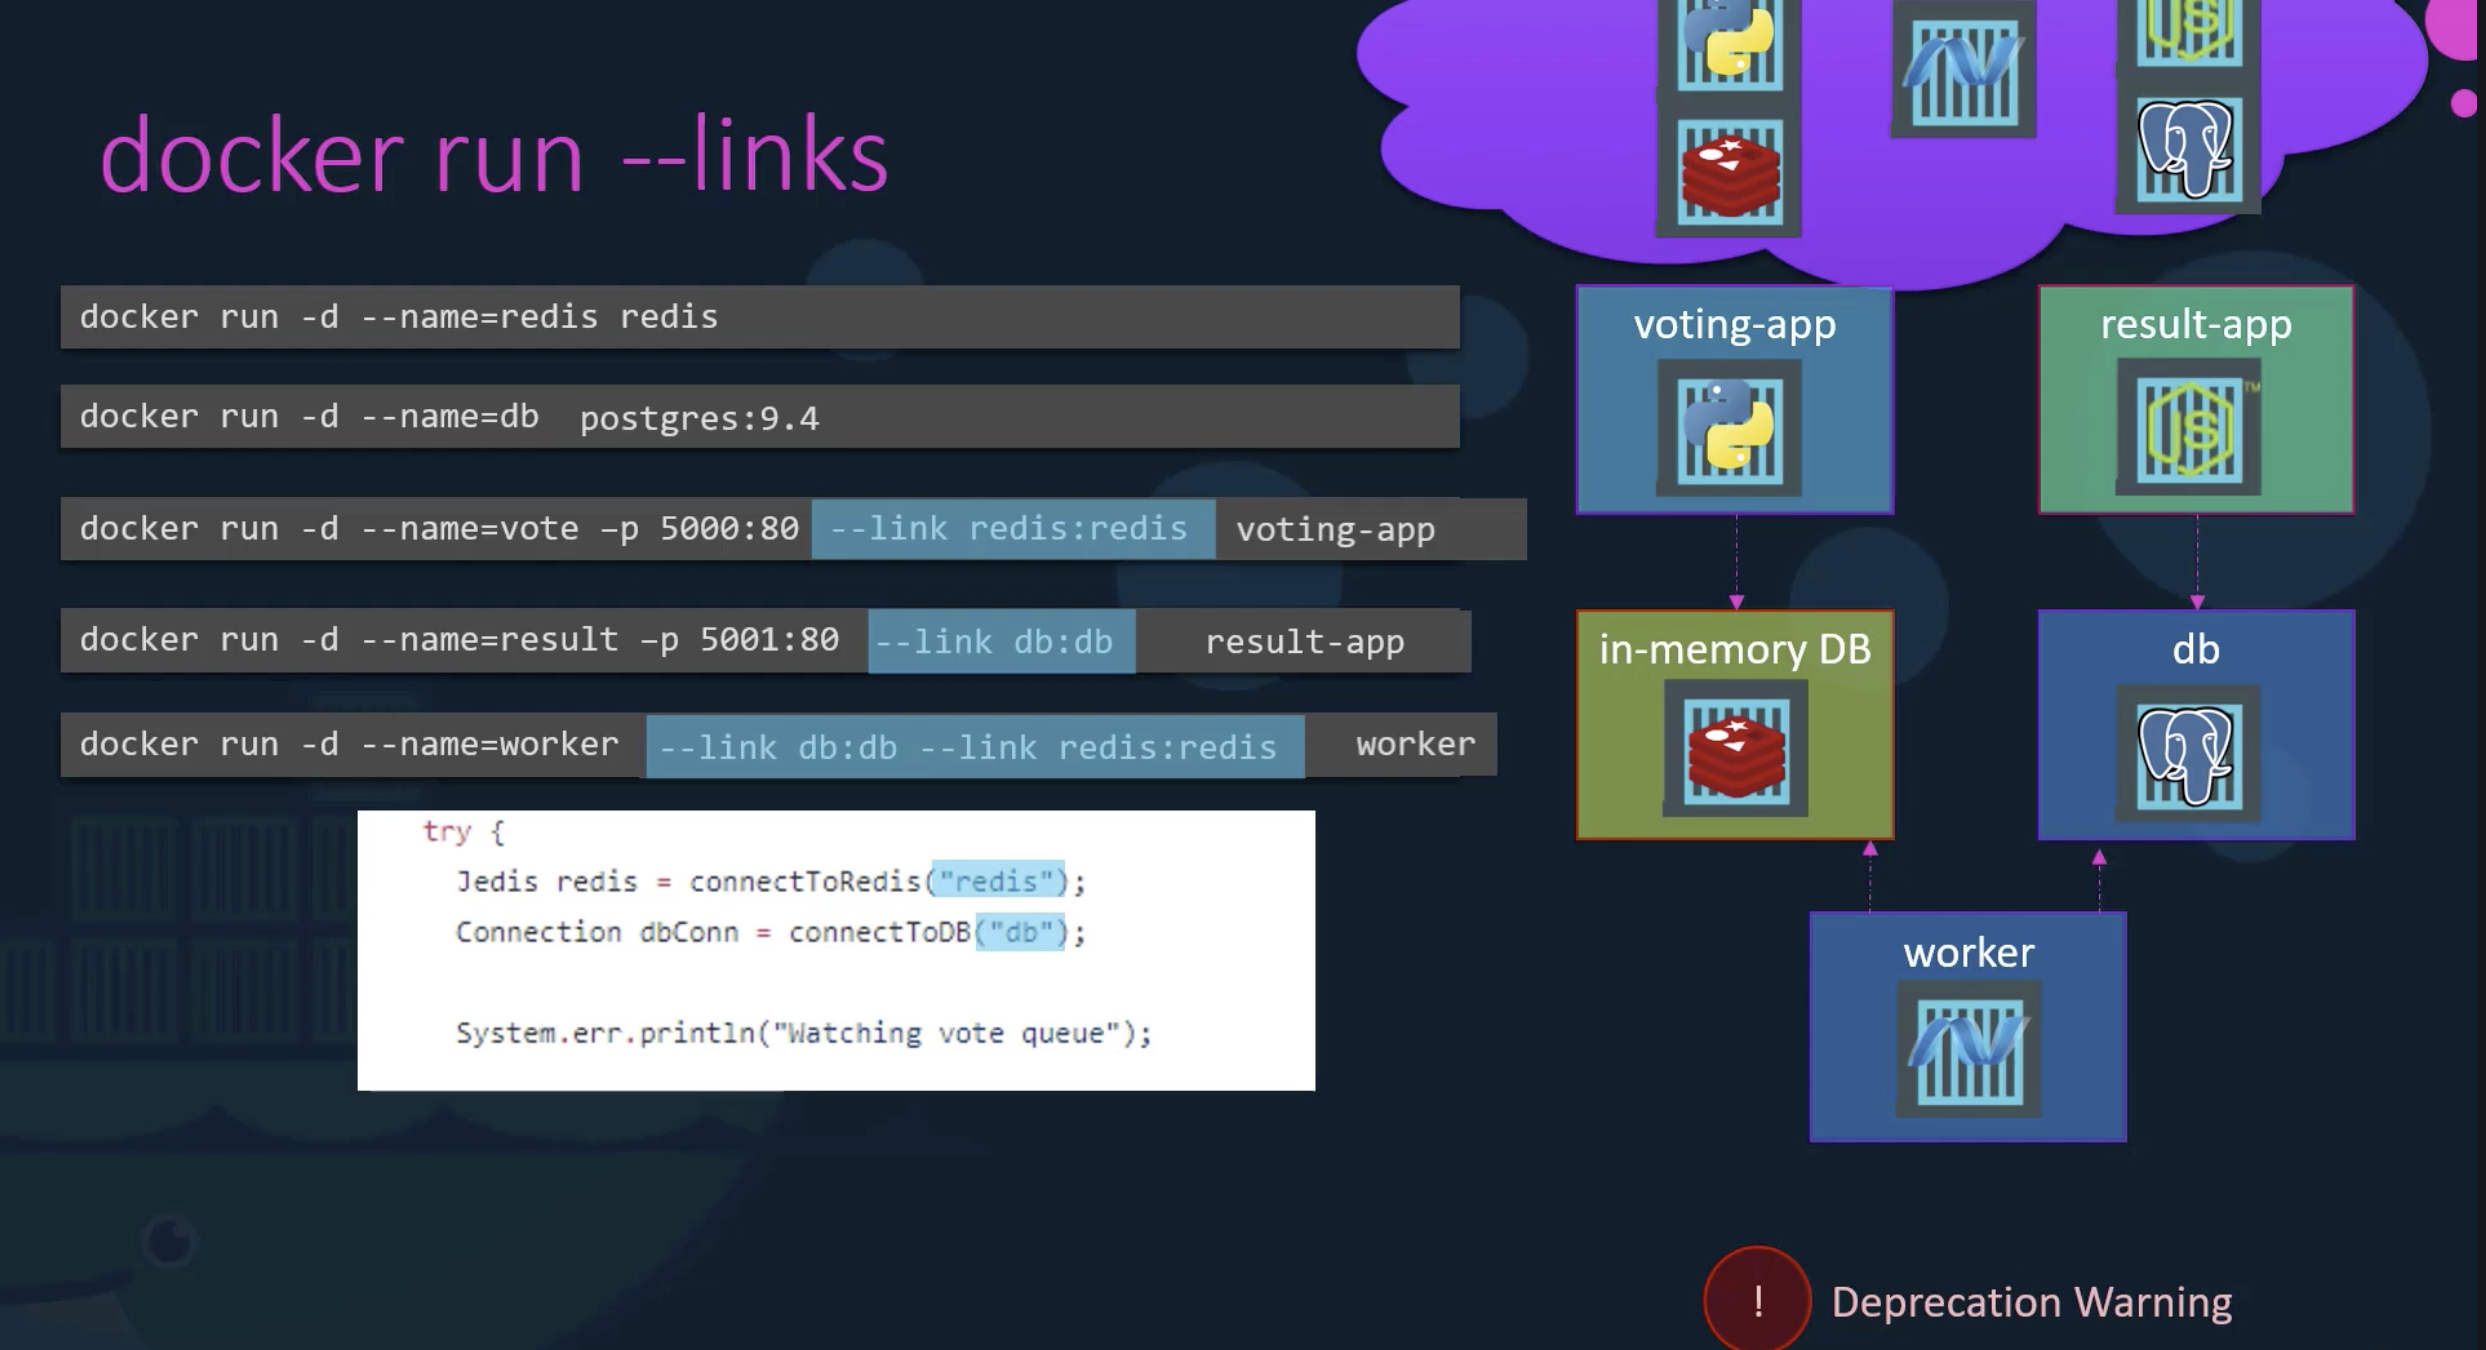 docker run --links
docker run -d --name=redis redis
docker run -d --name=db postgres:9.4
docker run -d --name=vote –p 5000:80 --link redis:redis voting-app
docker run -d --name=result –p 5001:80 --link db:db result-app
docker run -d --name=worker --link db:db --link redis:redis worker
try {
Jedis redis = connectToRedis("redis");
Connection dbConn = connectToDB("db");
System.err.println("Watching vote queue");
JS
voting-app
result-app
JS TM
in-memory DB
db
worker
! Deprecation Warning